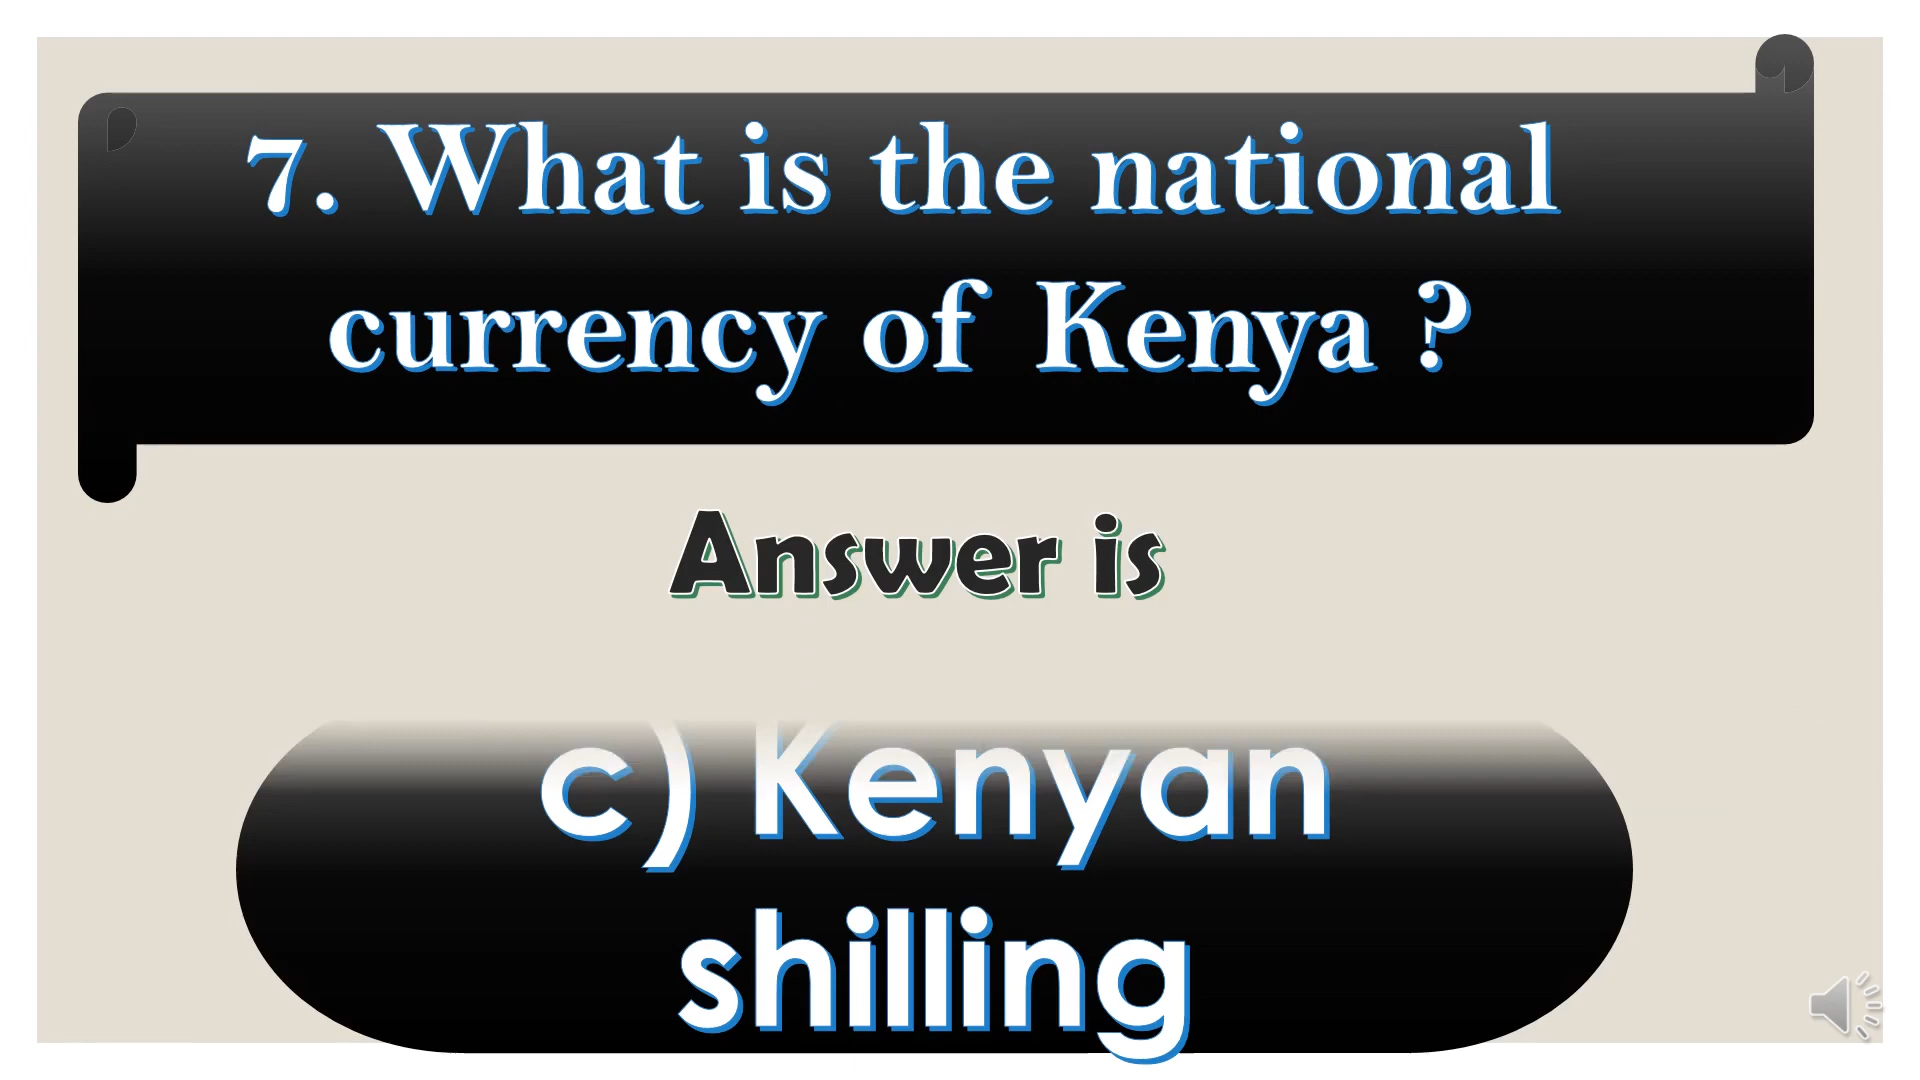 7. What is the national
currency of Kenya ?
Answer is
c) Kenyan
shilling